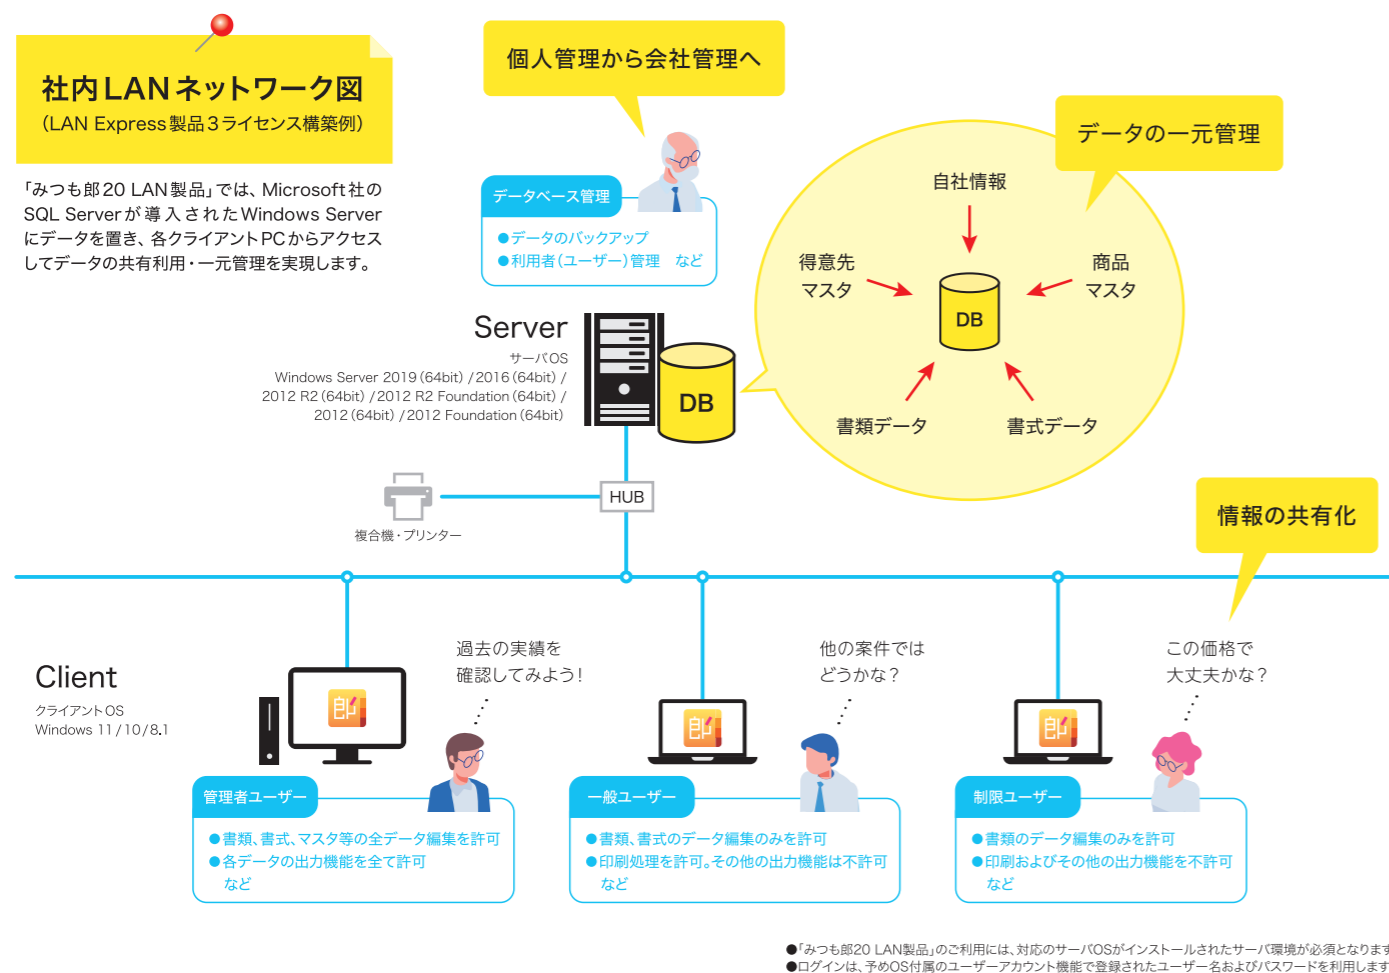 社内LANネットワーク図
（LAN Express製品３ライセンス構築例）
「みつも郎20 LAN製品」では、Microsoft社の
SQL Serverが導入されたWindows Server
にデータを置き、各クライアントPCからアクセス
してデータの共有利用・一元管理を実現します。
個人管理から会社管理へ
データベース管理
●データのバックアップ
●利用者（ユーザー）管理　など
データの一元管理
自社情報
得意先
マスタ
商品
マスタ
DB
書類データ
書式データ
Server
サーバOS
Windows Server 2019（64bit）/2016（64bit）/
2012 R2（64bit）/2012 R2 Foundation（64bit）/
2012（64bit）/2012 Foundation（64bit）
DB
HUB
複合機・プリンター
情報の共有化
Client
クライアントOS
Windows 11/10/8.1
過去の実績を
確認してみよう！
郎
管理者ユーザー
●書類、書式、マスタ等の全データ編集を許可
●各データの出力機能を全て許可
など
他の案件では
どうかな？
郎
一般ユーザー
●書類、書式のデータ編集のみを許可
●印刷処理を許可。その他の出力機能は不許可
など
この価格で
大丈夫かな？
郎
制限ユーザー
●書類のデータ編集のみを許可
●印刷およびその他の出力機能を不許可
など
●「みつも郎20 LAN製品」のご利用には、対応のサーバOSがインストールされたサーバ環境が必須となります
●ログインは、予めOS付属のユーザーアカウント機能で登録されたユーザー名およびパスワードを利用します